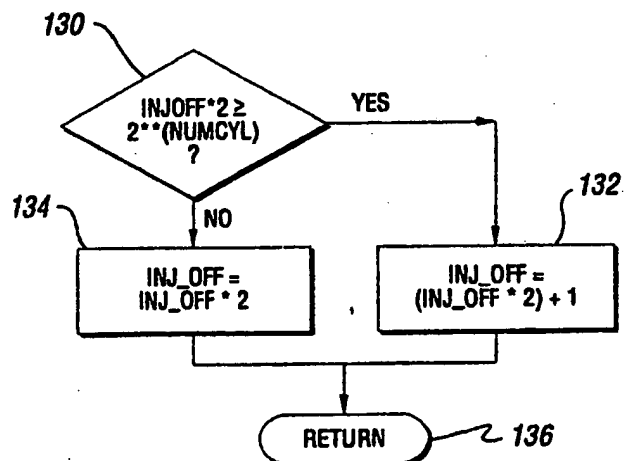 130
INJOFF*2 ≥
2**(NUMCYL)
?
YES
NO
134
INJ_OFF =
INJ_OFF * 2
132
INJ_OFF =
(INJ_OFF * 2) + 1
RETURN
136